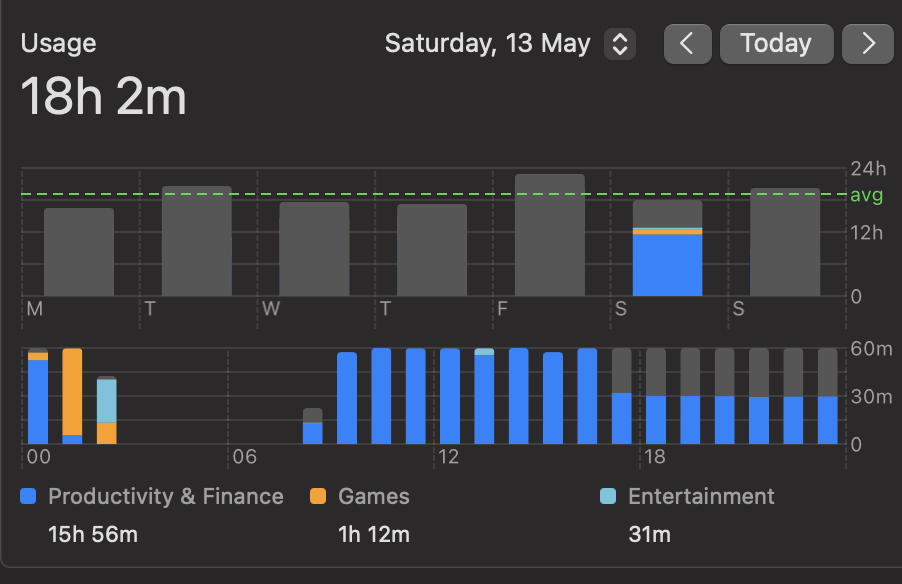 Usage
Saturday, 13 May
Today
18h 2m
24h
avg
12h
0
M T W T F S S
60m
30m
0
00 06 12 18
Productivity & Finance Games Entertainment
15h 56m 1h 12m 31m